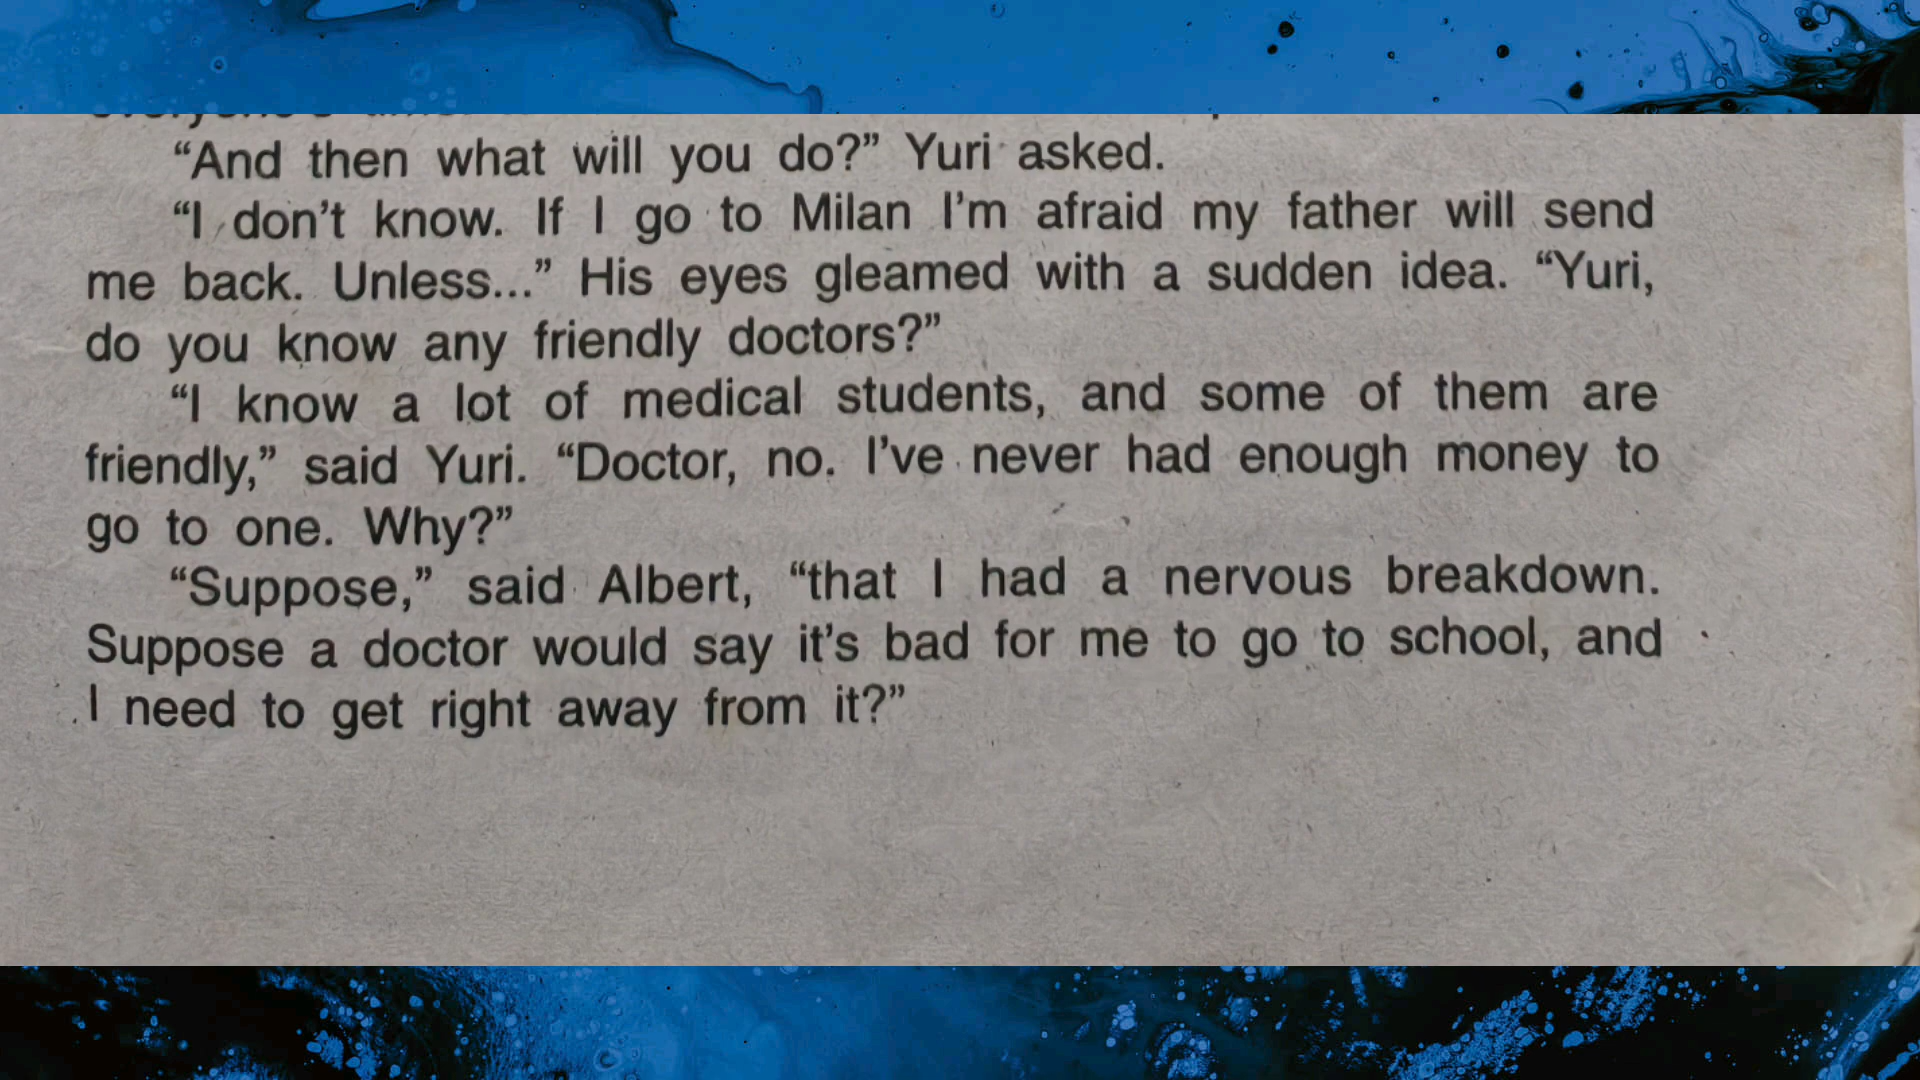 “And then what will you do?” Yuri asked.
“I don’t know. If I go to Milan I’m afraid my father will send
me back. Unless...” His eyes gleamed with a sudden idea. “Yuri,
do you know any friendly doctors?”
“I know a lot of medical students, and some of them are
friendly,” said Yuri. “Doctor, no. I’ve never had enough money to
go to one. Why?”
“Suppose,” said Albert, “that I had a nervous breakdown.
Suppose a doctor would say it’s bad for me to go to school, and
I need to get right away from it?”